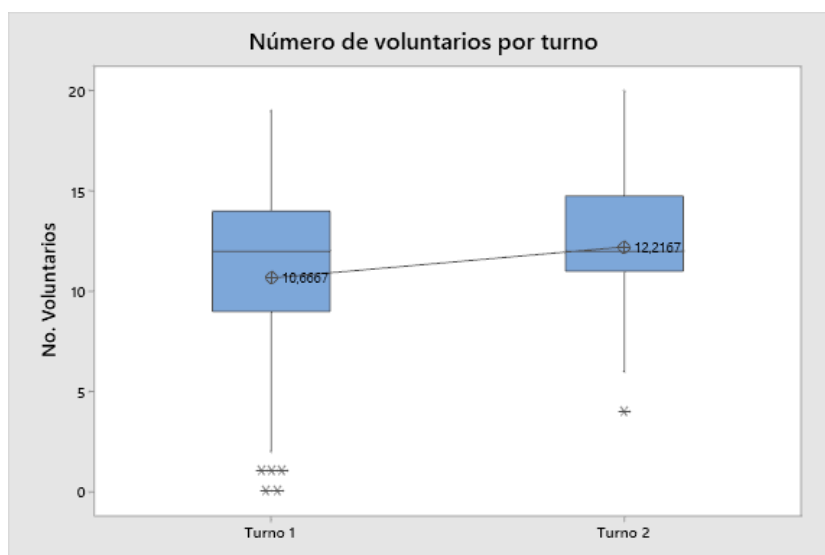 Número de voluntarios por turno
No. Voluntarios
20
15
10
5
0
10,6667
12,2167
Turno 1
Turno 2